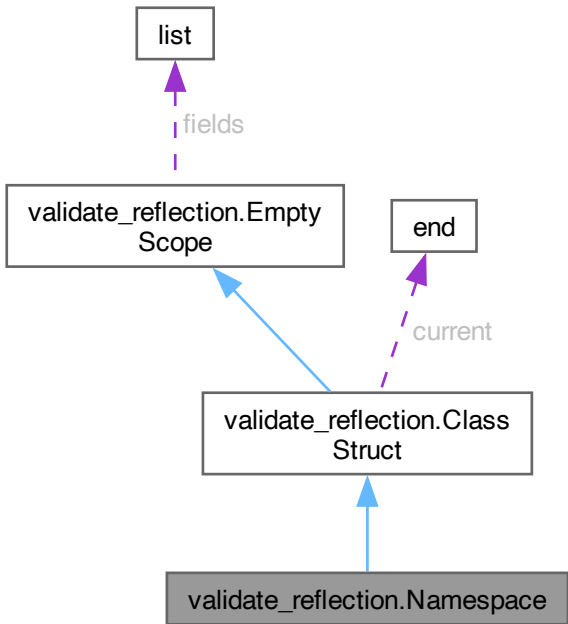 list
fields
validate_reflection.Empty
Scope
end
current
validate_reflection.Class
Struct
validate_reflection.Namespace